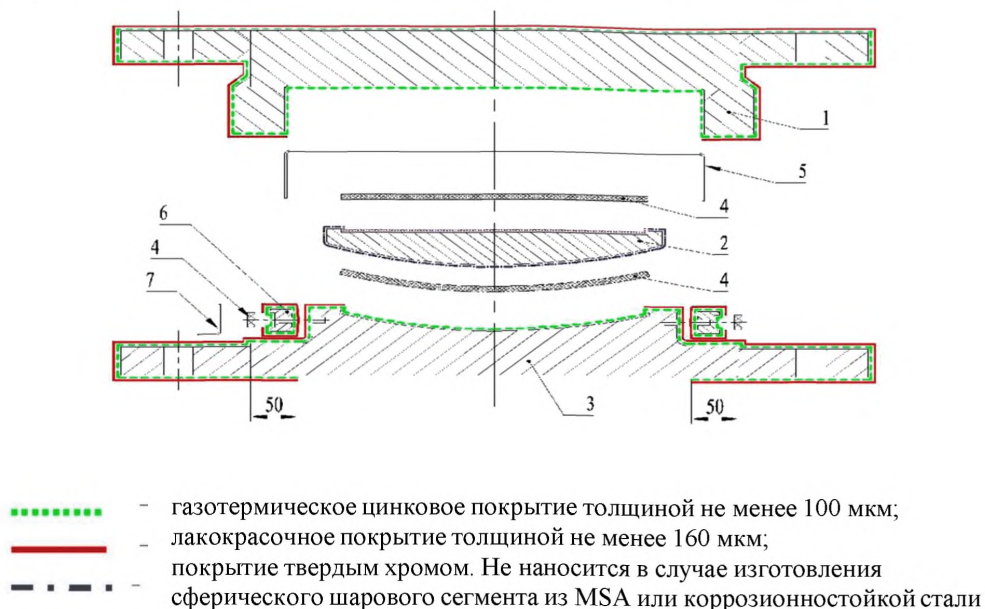 1
5
4
6
2
4
4
7
50
3
50
- газотермическое цинковое покрытие толщиной не менее 100 мкм;
- лакокрасочное покрытие толщиной не менее 160 мкм;
- покрытие твердым хромом. Не наносится в случае изготовления
сферического шарового сегмента из MSA или коррозионностойкой стали